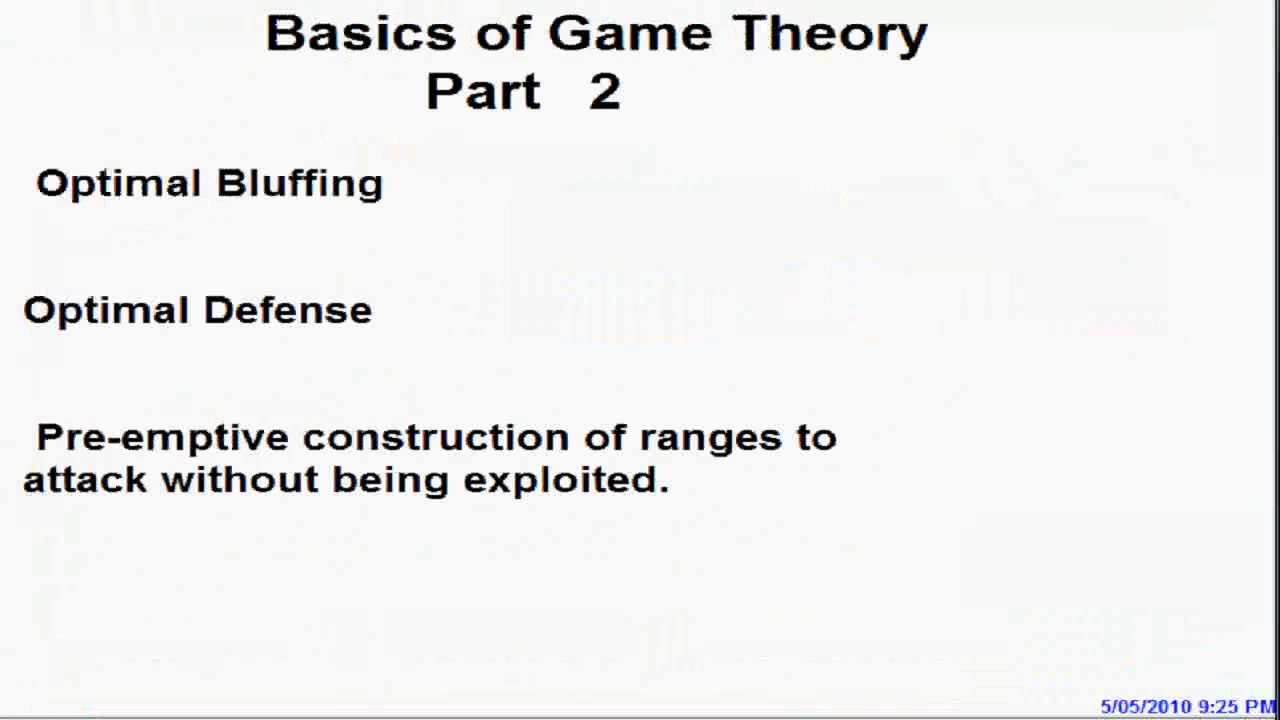 Basics of Game Theory
Part 2
Optimal Bluffing
Optimal Defense
Pre-emptive construction of ranges to
attack without being exploited.
5/05/2010 9:25 PM